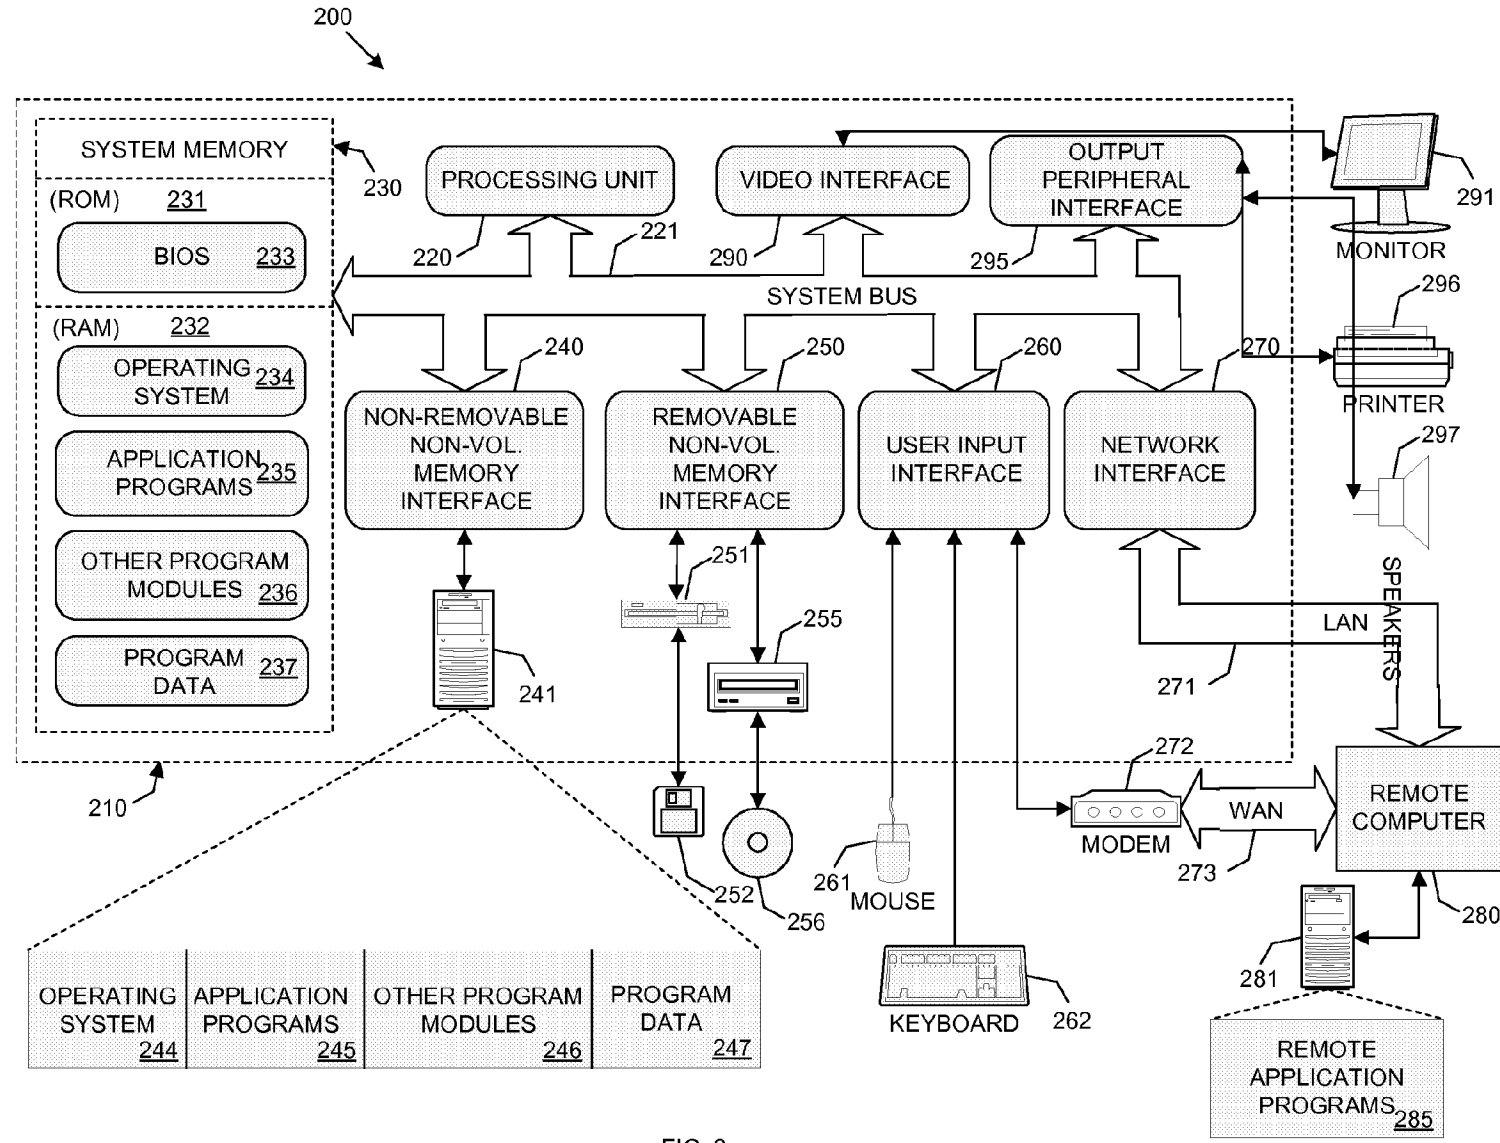 200
SYSTEM MEMORY
230
(ROM) 231
BIOS 233
(RAM) 232
OPERATING
SYSTEM 234
APPLICATION
PROGRAMS 235
OTHER PROGRAM
MODULES 236
PROGRAM
DATA 237
210
PROCESSING UNIT
220
221
VIDEO INTERFACE
290
OUTPUT
PERIPHERAL
INTERFACE
295
SYSTEM BUS
MONITOR
291
296
PRINTER
297
SPEAKERS
240
NON-REMOVABLE
NON-VOL.
MEMORY
INTERFACE
250
REMOVABLE
NON-VOL.
MEMORY
INTERFACE
260
USER INPUT
INTERFACE
270
NETWORK
INTERFACE
241
251
255
252
256
LAN
271
272
MODEM
WAN
273
REMOTE
COMPUTER
280
281
261
MOUSE
KEYBOARD
262
OPERATING
SYSTEM
244
APPLICATION
PROGRAMS
245
OTHER PROGRAM
MODULES
246
PROGRAM
DATA
247
REMOTE
APPLICATION
PROGRAMS 285